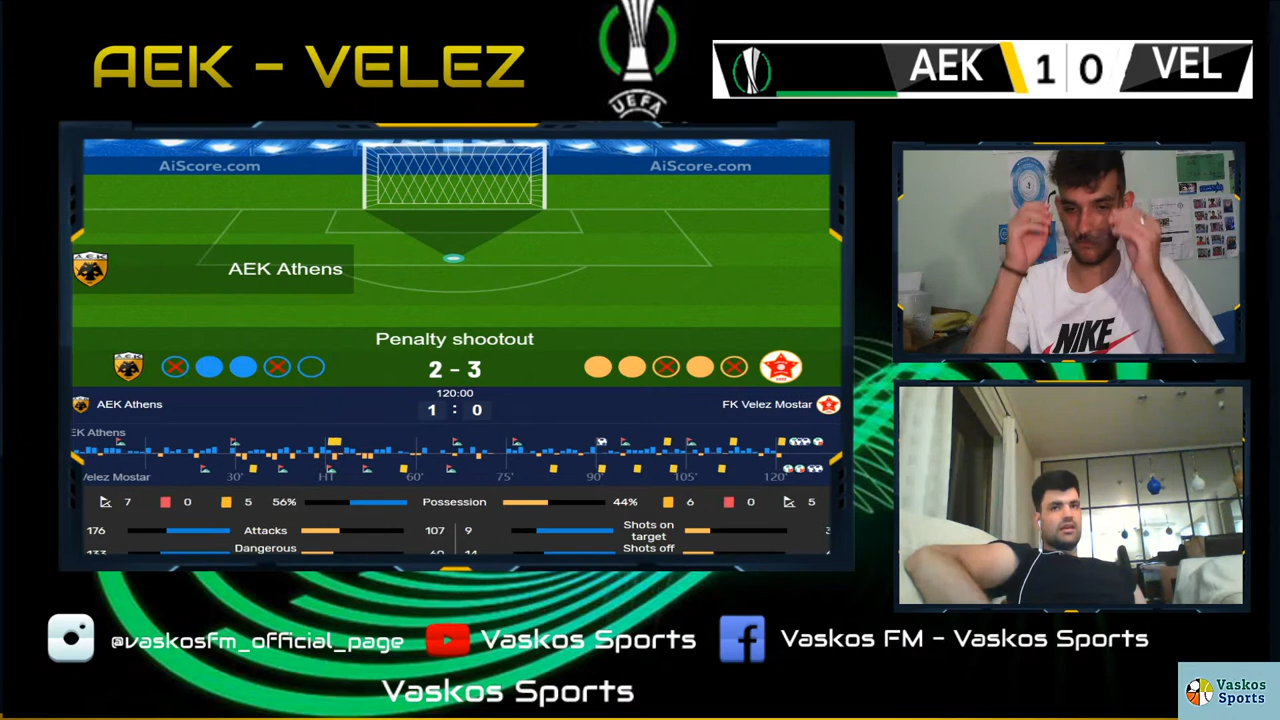 AEK - VELEZ
UEFA
AEK 1 0 VEL
AiScore.com AiScore.com
AEK
AEK Athens
NIKE
Penalty shootout
AEK
2 - 3
120:00
AEK Athens 1 : 0 FK Velez Mostar
EK Athens
Velez Mostar 30' HT 60' 75' 90' 105' 120'
7 0 5 56% Possession 44% 6 0 5
176 Attacks 107 9 Shots on target
Dangerous Shots off
@vaskosfm_official_page Vaskos Sports Vaskos FM - Vaskos Sports
Vaskos Sports
Vaskos
Sports